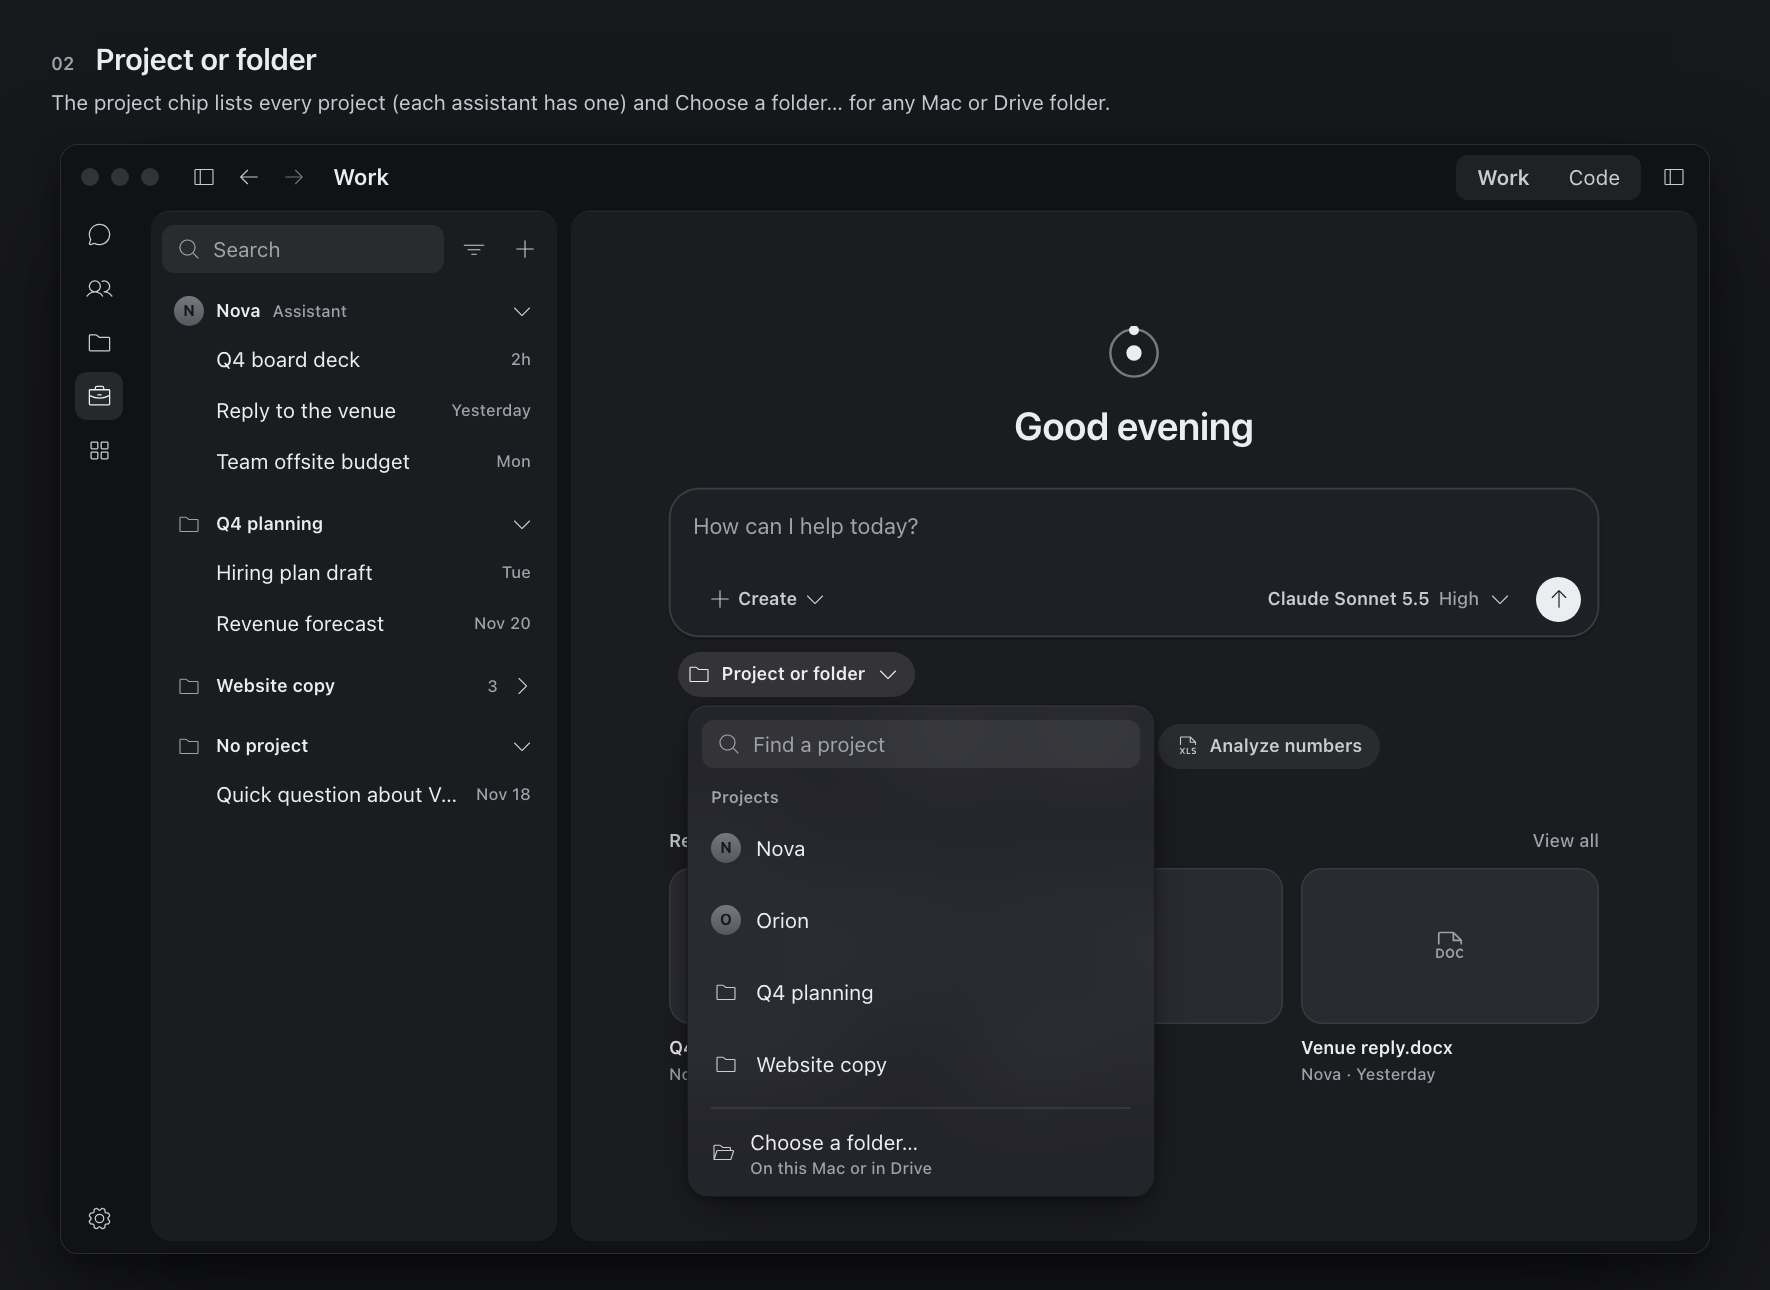 02 Project or folder
The project chip lists every project (each assistant has one) and Choose a folder... for any Mac or Drive folder.
Work
Work Code
Search
N Nova Assistant
Q4 board deck 2h
Reply to the venue Yesterday
Team offsite budget Mon
Q4 planning
Hiring plan draft Tue
Revenue forecast Nov 20
Website copy 3
No project
Quick question about V... Nov 18
Good evening
How can I help today?
Create
Claude Sonnet 5.5 High
Project or folder
Find a project
XLS Analyze numbers
Projects
N Nova
O Orion
Q4 planning
Website copy
Choose a folder...
On this Mac or in Drive
View all
DOC
Venue reply.docx
Nova · Yesterday